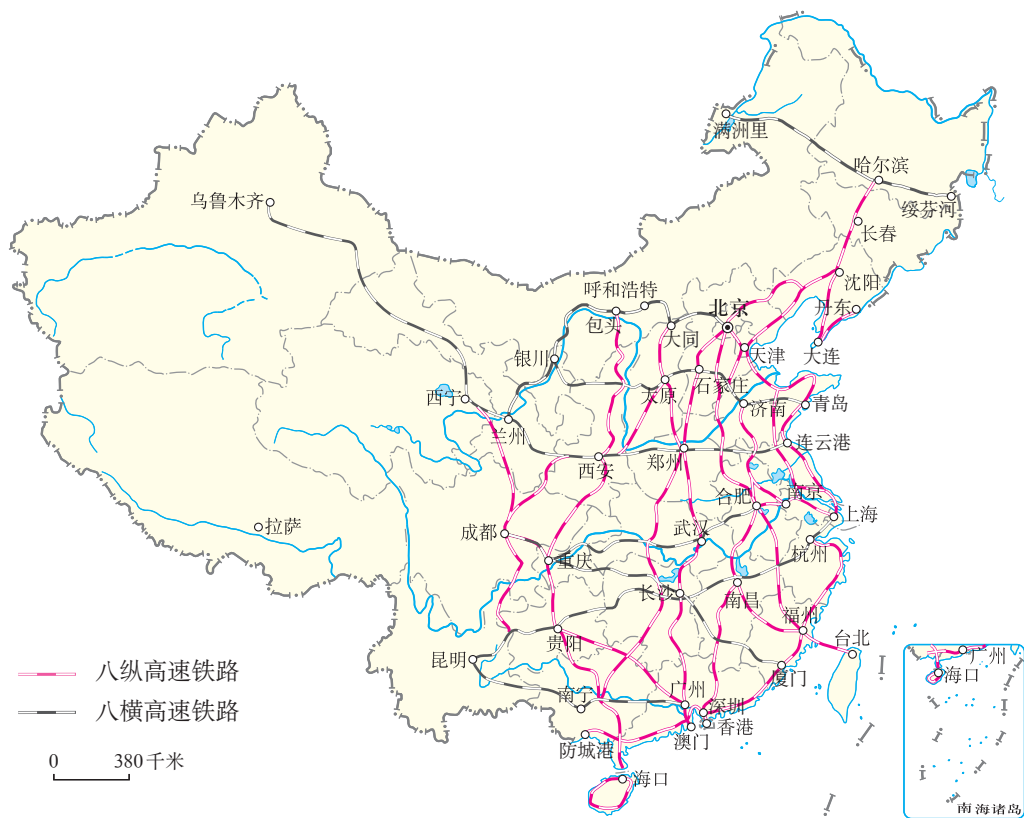 满洲里
哈尔滨
绥芬河
乌鲁木齐
长春
沈阳
呼和浩特
北京
丹东
包头
大同
天津
大连
银川
石家庄
太原
西宁
济南
青岛
兰州
连云港
西安
郑州
合肥
南京
上海
拉萨
成都
武汉
杭州
重庆
长沙
南昌
福州
贵阳
台北
昆明
厦门
广州
南宁
深圳
香港
澳门
防城港
海口
八纵高速铁路
八横高速铁路
0 380千米
广州
海口
南海诸岛